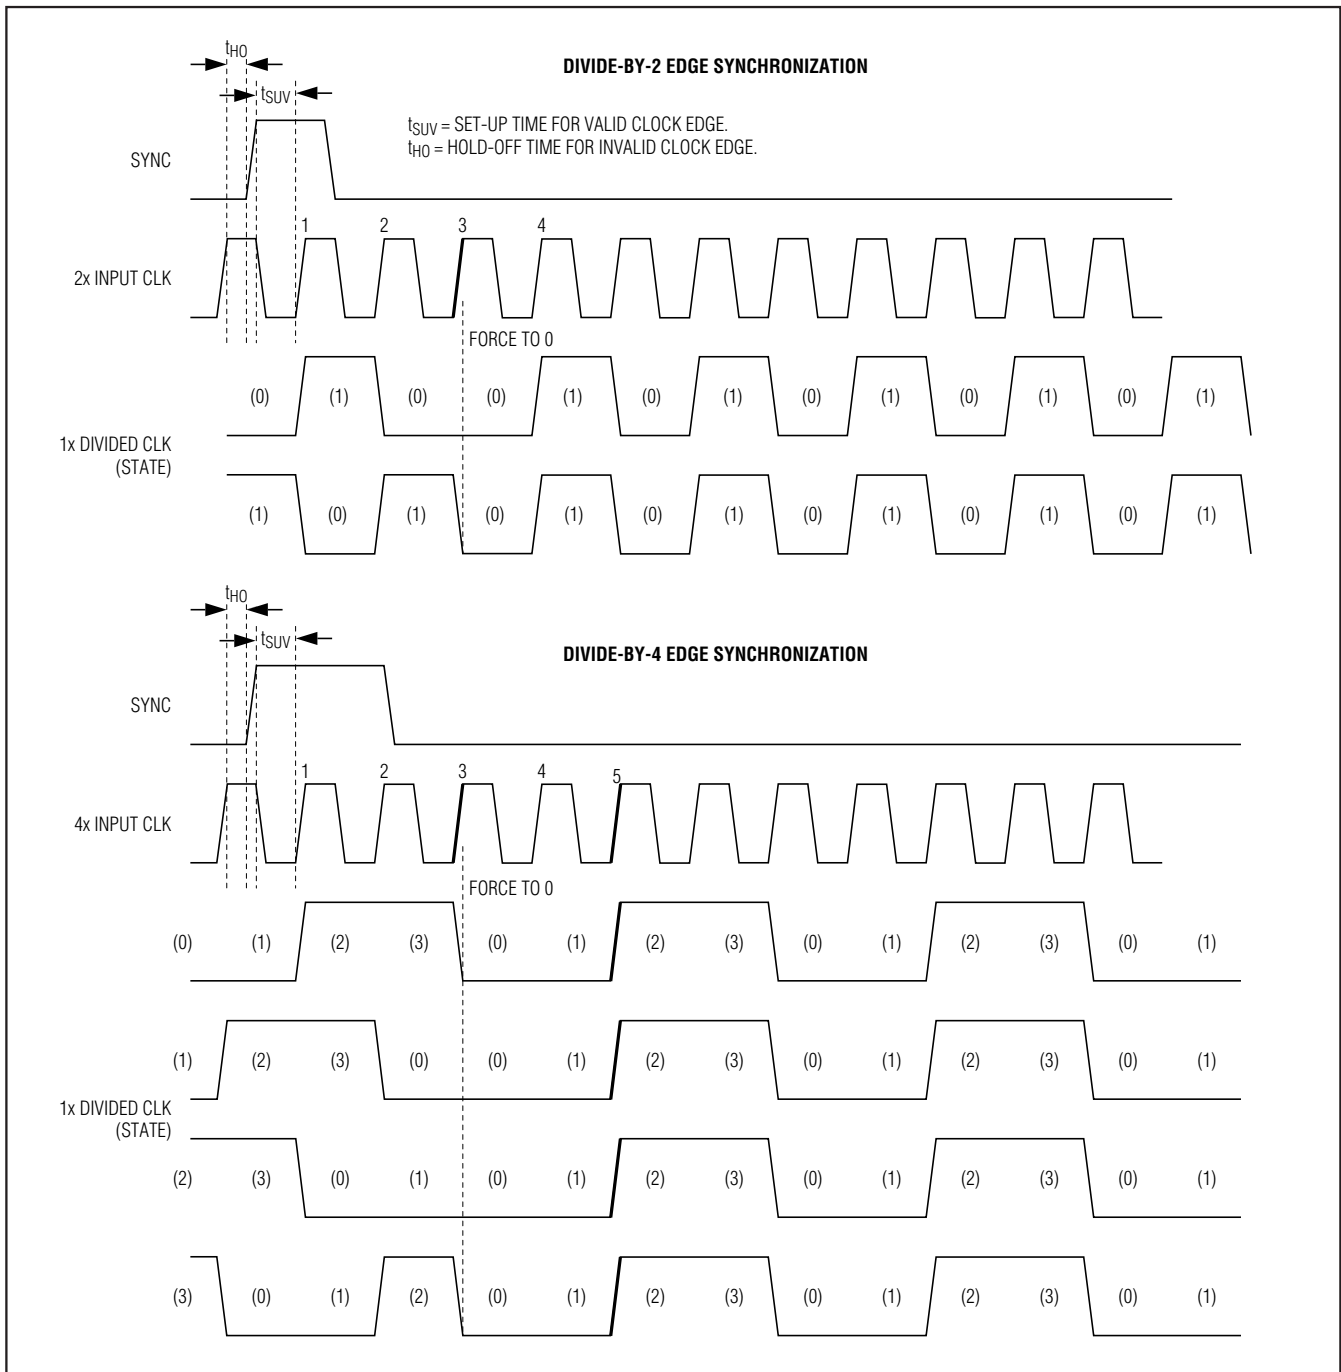 tHO
DIVIDE-BY-2 EDGE SYNCHRONIZATION
tSUV
tSUV = SET-UP TIME FOR VALID CLOCK EDGE.
tHO = HOLD-OFF TIME FOR INVALID CLOCK EDGE.
SYNC
1 2 3 4
2x INPUT CLK
FORCE TO 0
(0) (1) (0) (0) (1) (0) (1) (0) (1) (0) (1) (0) (1)
1x DIVIDED CLK
(STATE)
(1) (0) (1) (0) (1) (0) (1) (0) (1) (0) (1) (0) (1)
tHO
tSUV
DIVIDE-BY-4 EDGE SYNCHRONIZATION
SYNC
1 2 3 4 5
4x INPUT CLK
FORCE TO 0
(0) (1) (2) (3) (0) (1) (2) (3) (0) (1) (2) (3) (0) (1)
(1) (2) (3) (0) (0) (1) (2) (3) (0) (1) (2) (3) (0) (1)
1x DIVIDED CLK
(STATE)
(2) (3) (0) (1) (0) (1) (2) (3) (0) (1) (2) (3) (0) (1)
(3) (0) (1) (2) (0) (1) (2) (3) (0) (1) (2) (3) (0) (1)